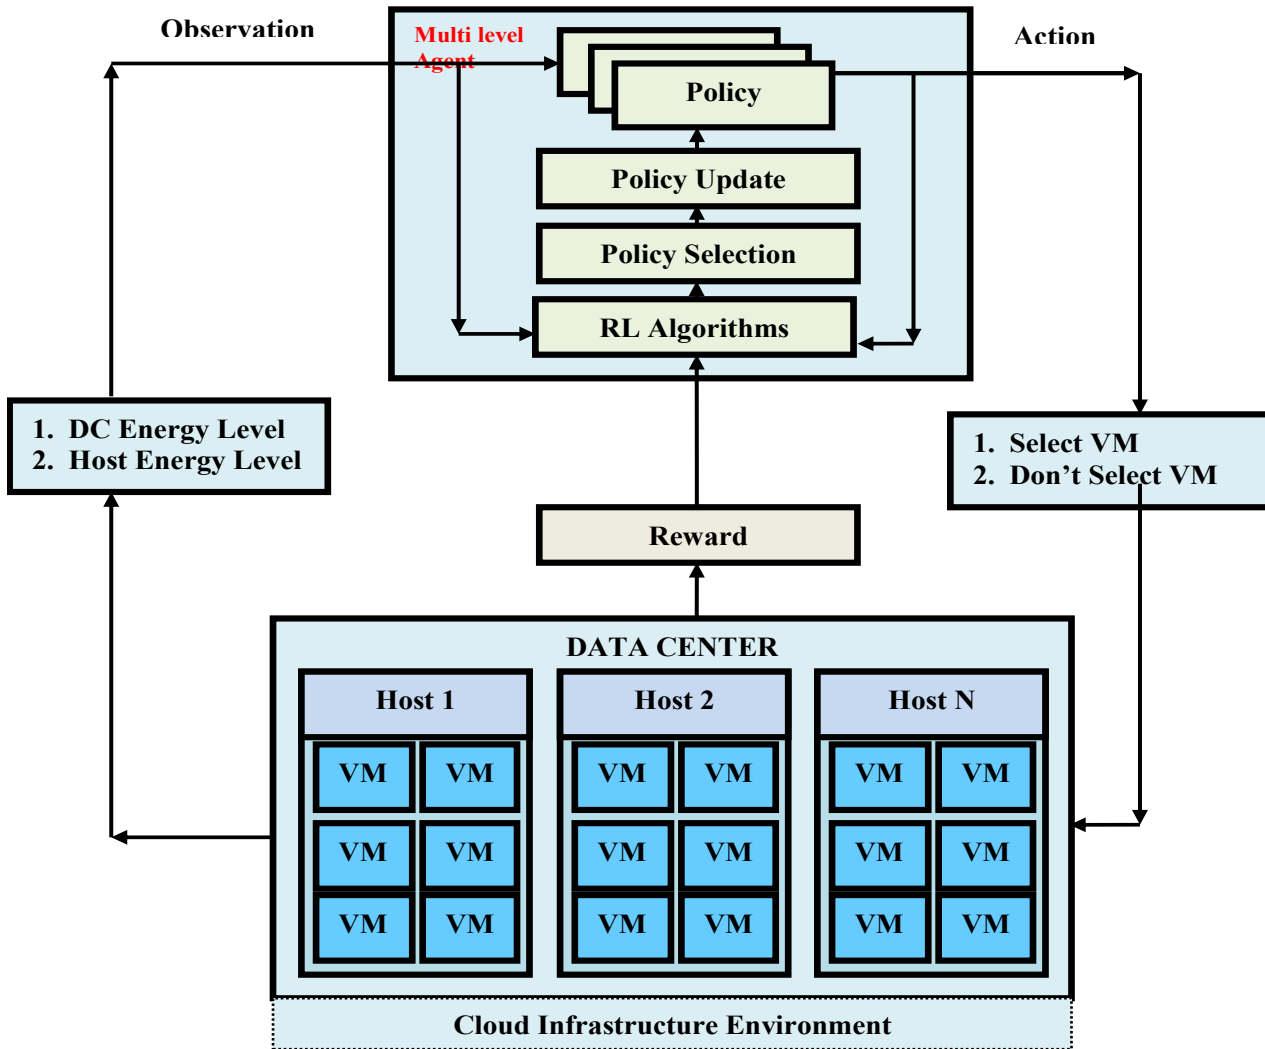 Observation
Action
Multi level
Agent
Policy
Policy Update
Policy Selection
RL Algorithms
1. DC Energy Level
2. Host Energy Level
1. Select VM
2. Don’t Select VM
Reward
DATA CENTER
Host 1
Host 2
Host N
VM VM VM VM VM VM
VM VM VM VM VM VM
VM VM VM VM VM VM
Cloud Infrastructure Environment